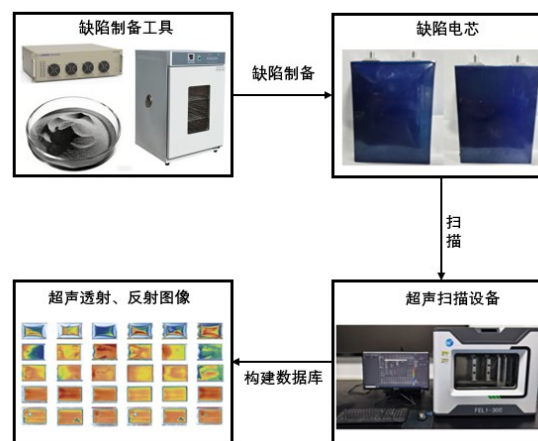 缺陷制备工具
缺陷制备
缺陷电芯
扫
描
超声透射、反射图像
构建数据库
超声扫描设备